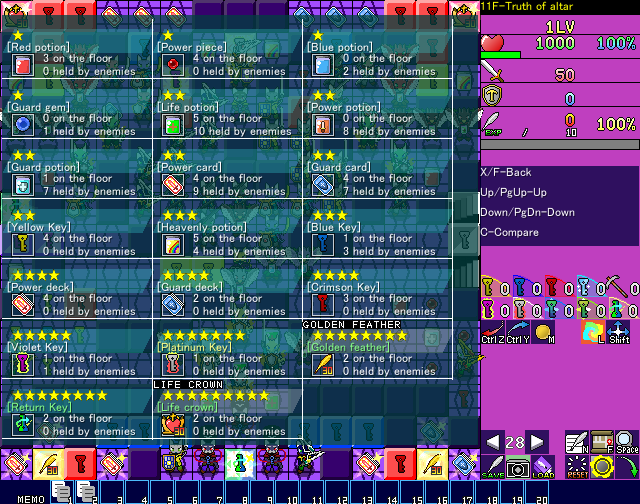 11F-Truth of altar
1LV
1000 100%
50
0
0
EXP / 10 100%
X/F-Back
Up/PgUp-Up
Down/PgDn-Down
C-Compare
0 0 0 0 0
0 0 0 0 0
Ctrl Z Ctrl Y M L Shift
28 N F Space
SAVE LOAD RESET
[Red potion]
3 on the floor
0 held by enemies
[Power piece]
4 on the floor
0 held by enemies
[Blue potion]
0 on the floor
2 held by enemies
[Guard gem]
0 on the floor
1 held by enemies
[Life potion]
5 on the floor
10 held by enemies
[Power potion]
0 on the floor
8 held by enemies
[Guard potion]
1 on the floor
7 held by enemies
[Power card]
4 on the floor
9 held by enemies
[Guard card]
4 on the floor
7 held by enemies
[Yellow Key]
4 on the floor
0 held by enemies
[Heavenly potion]
5 on the floor
4 held by enemies
[Blue Key]
1 on the floor
3 held by enemies
[Power deck]
4 on the floor
0 held by enemies
[Guard deck]
2 on the floor
0 held by enemies
[Crimson Key]
3 on the floor
0 held by enemies
GOLDEN FEATHER
[Violet Key]
1 on the floor
1 held by enemies
[Platinum Key]
1 on the floor
0 held by enemies
[Golden feather]
2 on the floor
0 held by enemies
LIFE CROWN
[Return Key]
2 on the floor
0 held by enemies
[Life crown]
2 on the floor
0 held by enemies
MEMO 3 4 5 6 7 8 9 10 11 12 13 14 15 16 17 18 19 20